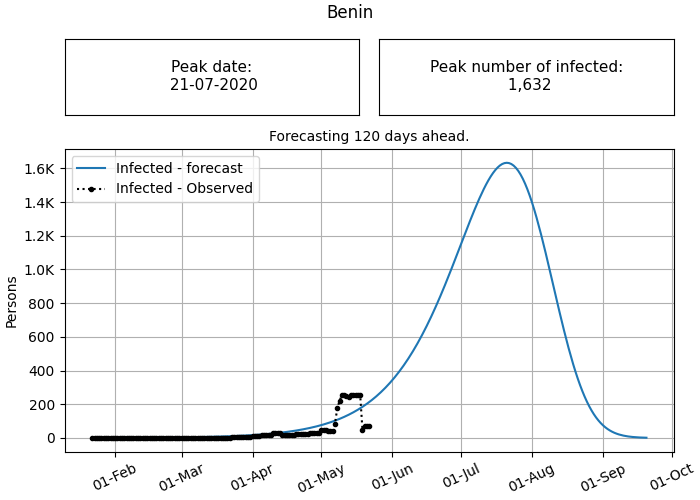 Benin
Peak date:
21-07-2020
Peak number of infected:
1,632
Forecasting 120 days ahead.
Infected - forecast
Infected - Observed
1.6K
1.4K
1.2K
1.0K
800
600
400
200
0
Persons
01-Feb
01-Mar
01-Apr
01-May
01-Jun
01-Jul
01-Aug
01-Sep
01-Oct